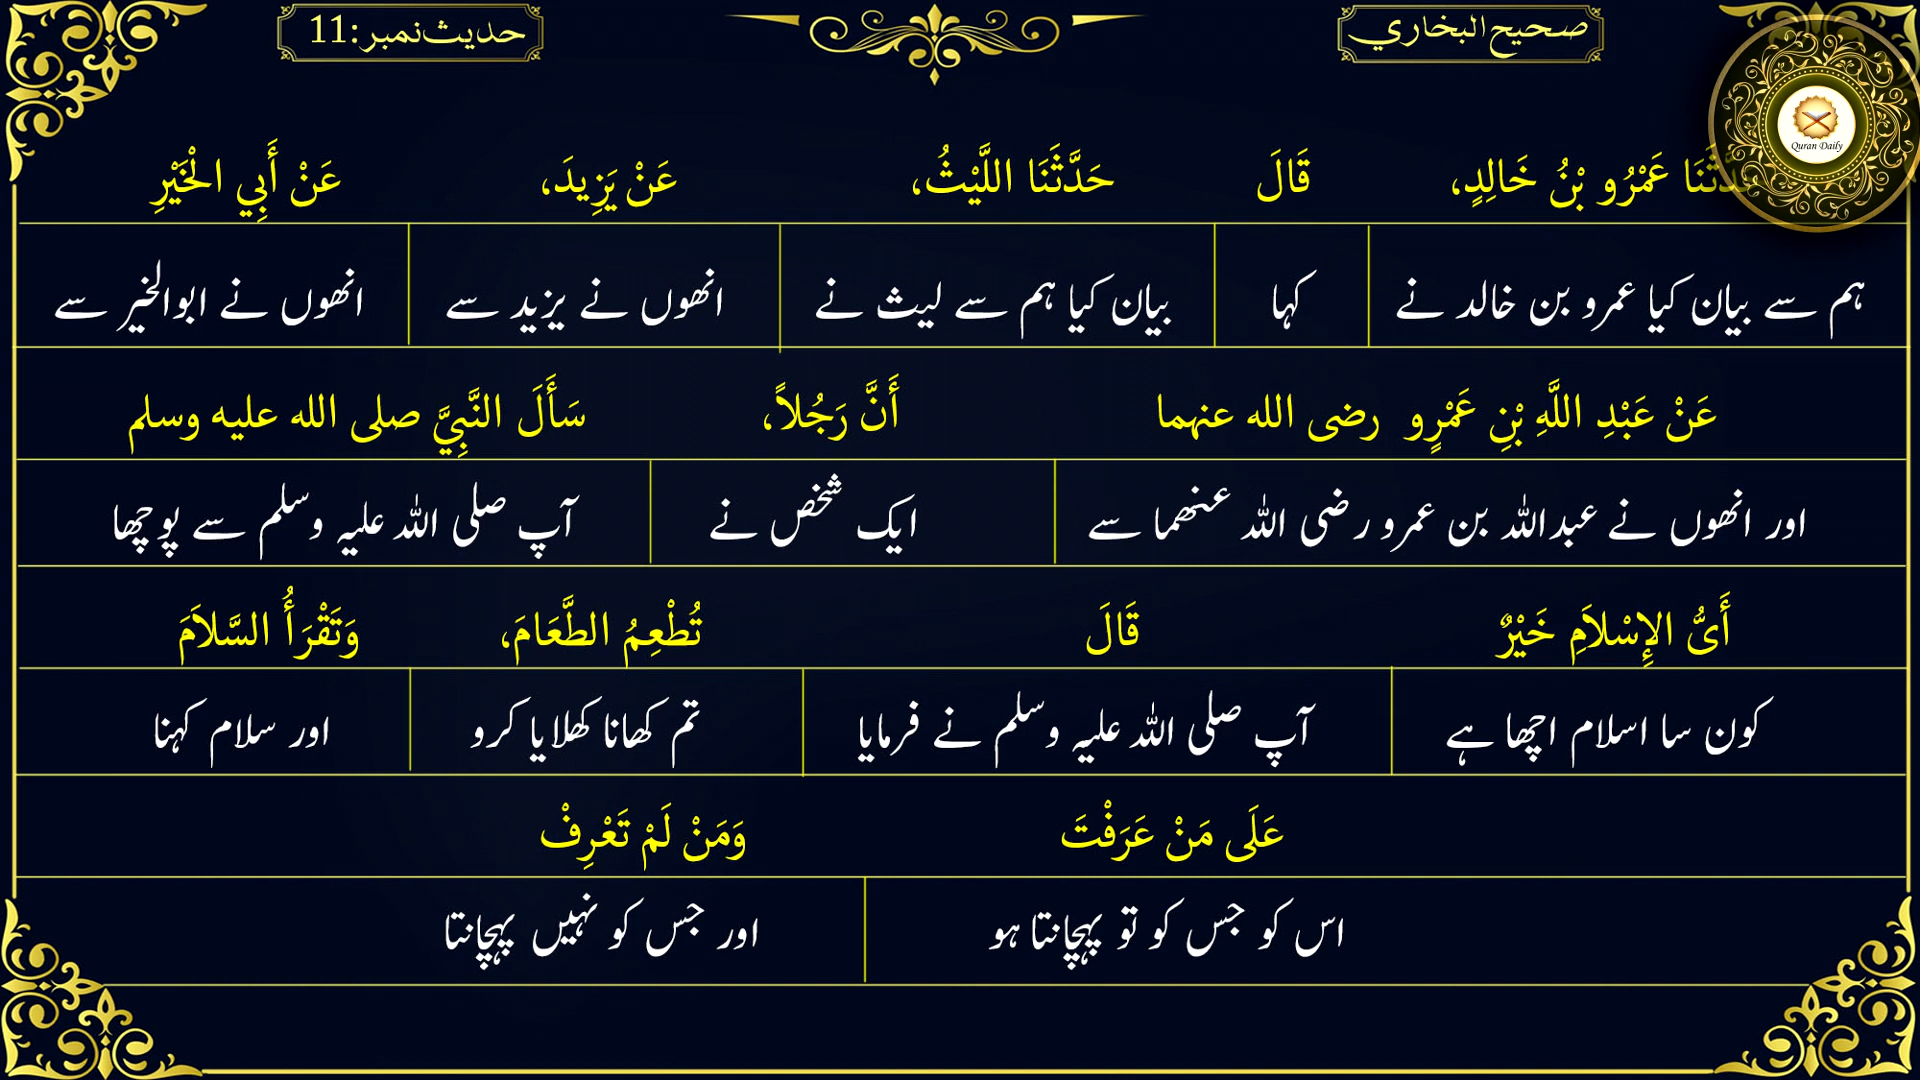 صحيح البخاري
حدیث نمبر:11
Quran Daily
عَمْرُو بْنُ خَالِدٍ، قَالَ حَدَّثَنَا اللَّيْثُ، عَنْ يَزِيدَ، عَنْ أَبِي الْخَيْرِ
ہم سے بیان کیا عمرو بن خالد نے کہا بیان کیا ہم سے لیث نے انھوں نے یزید سے انھوں نے ابوالخیر سے
عَنْ عَبْدِ اللَّهِ بْنِ عَمْرٍو رضى الله عنهما أَنَّ رَجُلاً، سَأَلَ النَّبِيَّ صلى الله عليه وسلم
اور انھوں نے عبداللہ بن عمرو رضی اللہ عنھما سے ایک شخص نے آپ صلی اللہ علیہ وسلم سے پوچھا
أَىُّ الإِسْلاَمِ خَيْرٌ قَالَ تُطْعِمُ الطَّعَامَ، وَتَقْرَأُ السَّلاَمَ
کون سا اسلام اچھا ہے آپ صلی اللہ علیہ وسلم نے فرمایا تم کھانا کھلایا کرو اور سلام کہنا
عَلَى مَنْ عَرَفْتَ وَمَنْ لَمْ تَعْرِفْ
اس کو جس کو تو پہچانتا ہو اور جس کو نہیں پہچانتا